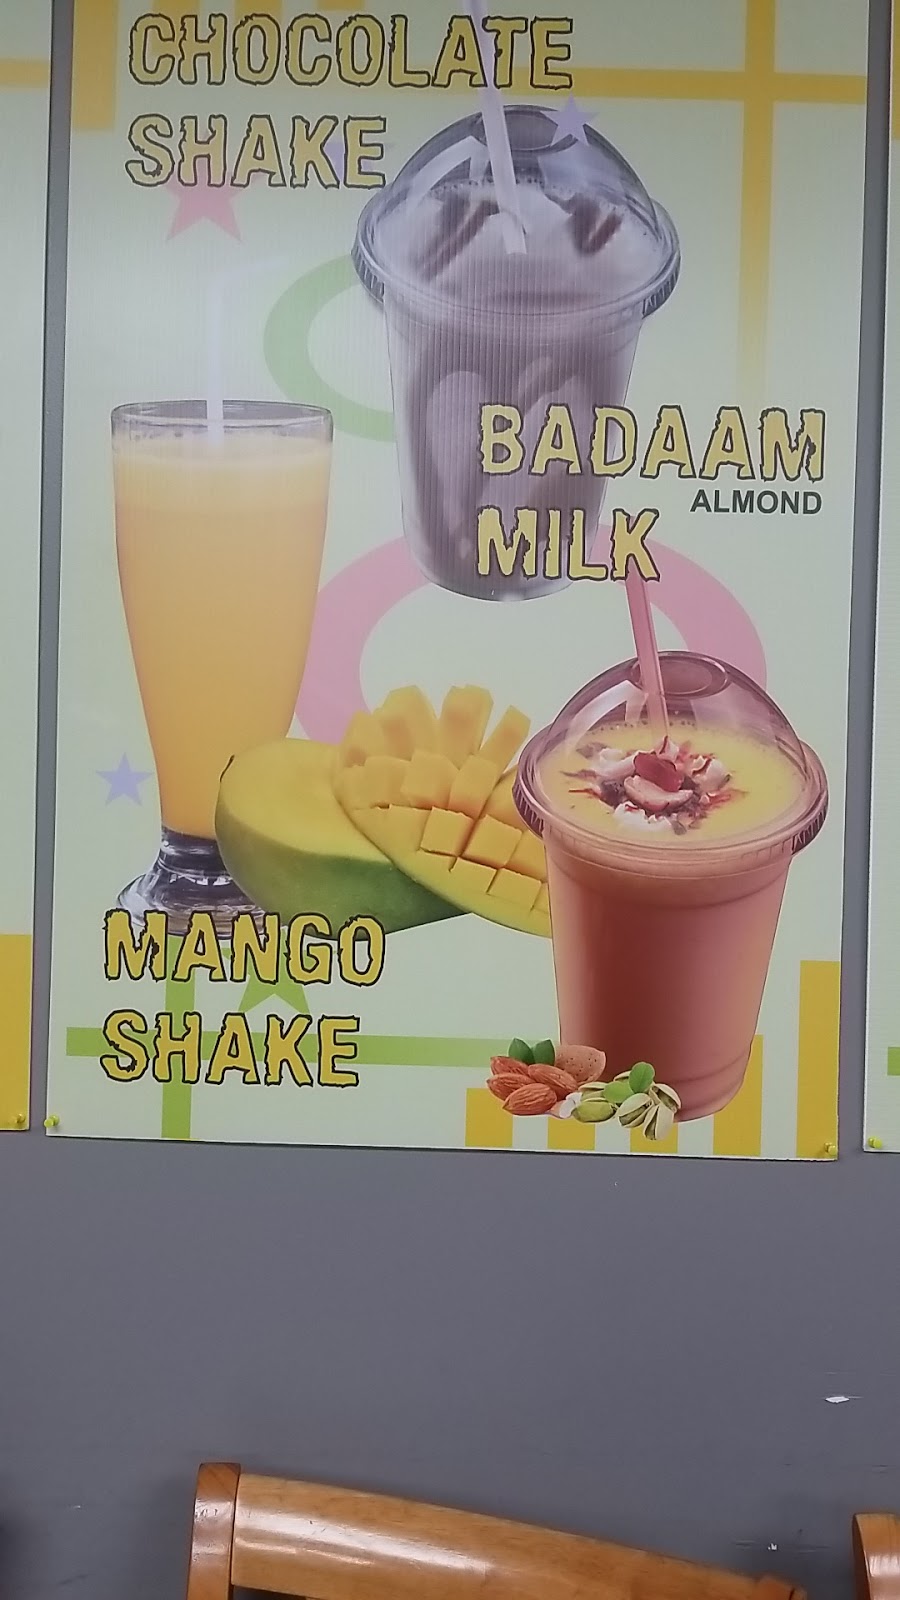 CHOCOLATE
SHAKE
BADAAM
ALMOND
MILK
MANGO
SHAKE